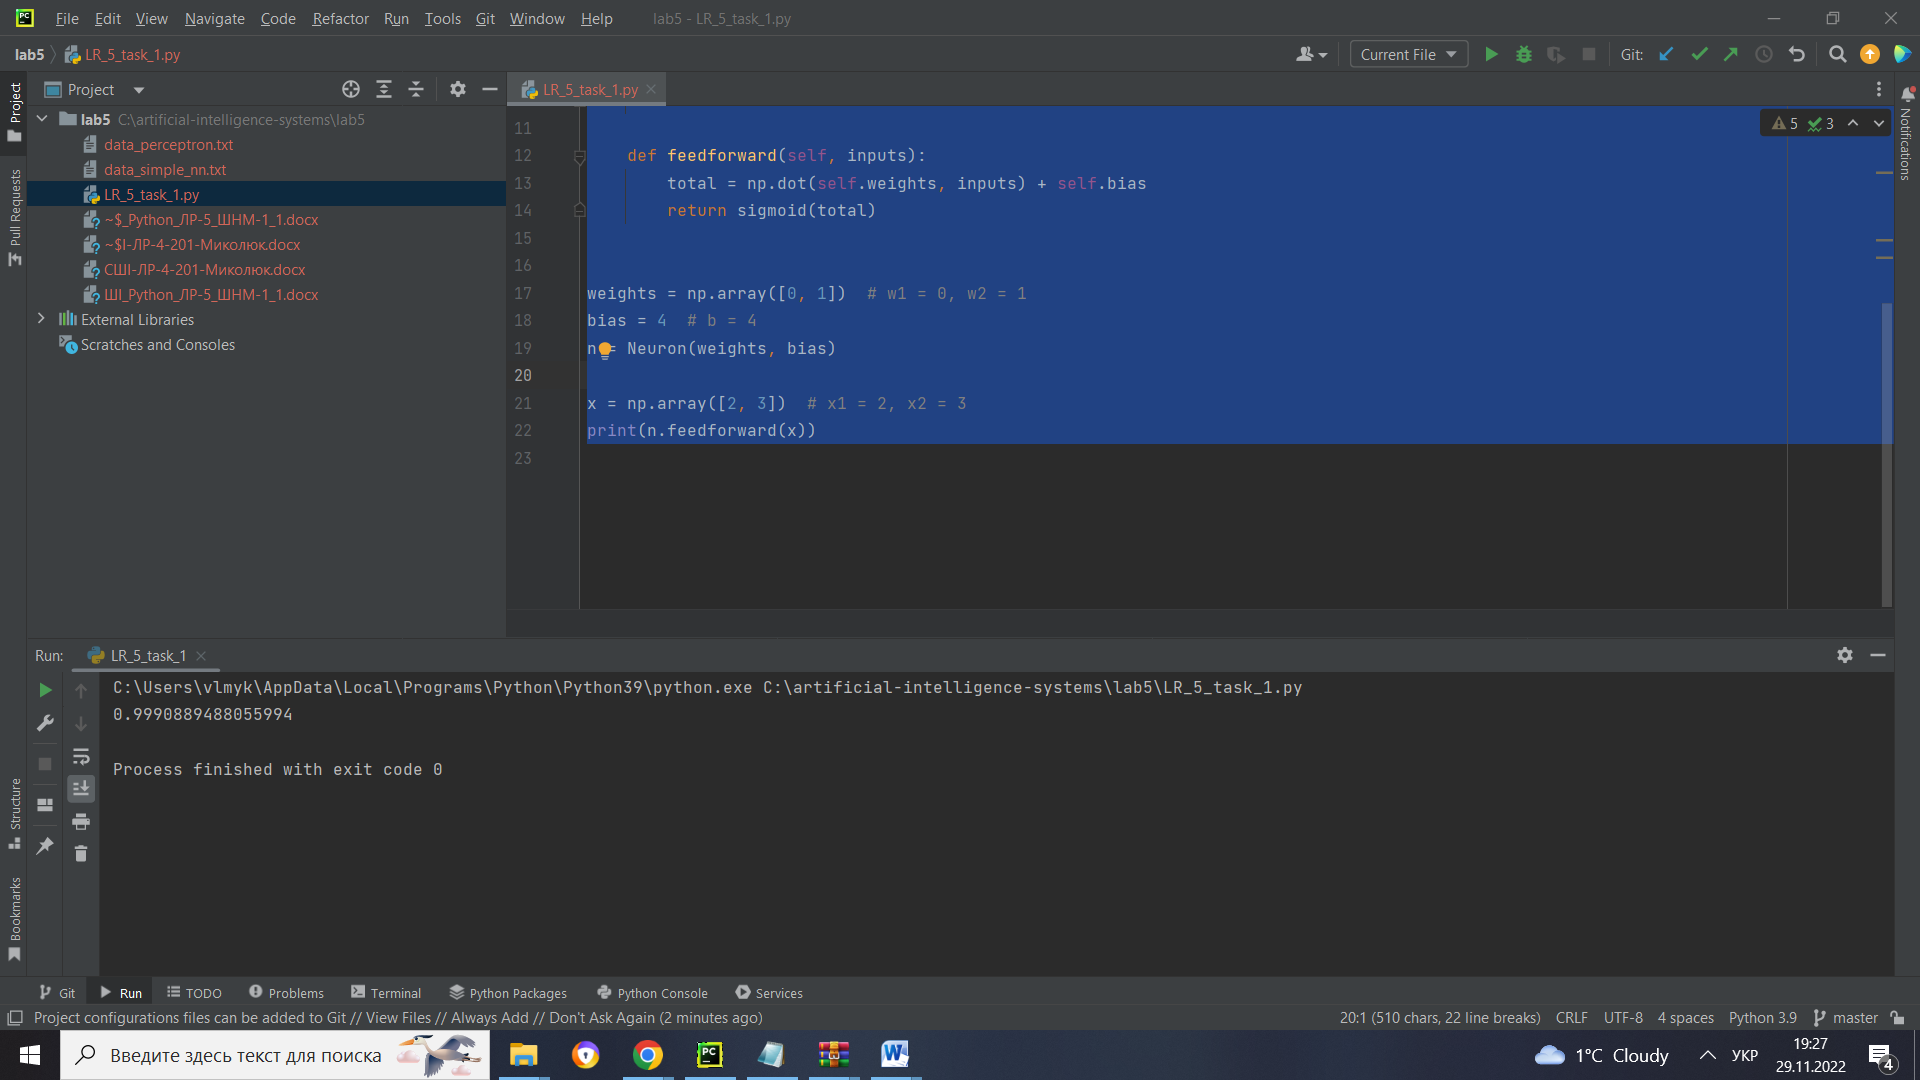 File Edit View Navigate Code Refactor Run Tools Git Window Help lab5 - LR_5_task_1.py
lab5 LR_5_task_1.py Current File Git:
Project
LR_5_task_1.py
Project
Pull Requests
Structure
Bookmarks
Notifications
lab5 C:\artificial-intelligence-systems\lab5
data_perceptron.txt
data_simple_nn.txt
LR_5_task_1.py
~$_Python_ЛР-5_ШНМ-1_1.docx
~$І-ЛР-4-201-Миколюк.docx
СШІ-ЛР-4-201-Миколюк.docx
ШІ_Python_ЛР-5_ШНМ-1_1.docx
External Libraries
Scratches and Consoles
5 3
11
12 def feedforward(self, inputs):
13 total = np.dot(self.weights, inputs) + self.bias
14 return sigmoid(total)
15
16
17 weights = np.array([0, 1]) # w1 = 0, w2 = 1
18 bias = 4 # b = 4
19 n = Neuron(weights, bias)
20
21 x = np.array([2, 3]) # x1 = 2, x2 = 3
22 print(n.feedforward(x))
23
Run: LR_5_task_1
C:\Users\vlmyk\AppData\Local\Programs\Python\Python39\python.exe C:\artificial-intelligence-systems\lab5\LR_5_task_1.py
0.9990889488055994
Process finished with exit code 0
Git Run TODO Problems Terminal Python Packages Python Console Services
Project configurations files can be added to Git // View Files // Always Add // Don't Ask Again (2 minutes ago) 20:1 (510 chars, 22 line breaks) CRLF UTF-8 4 spaces Python 3.9 master
Введите здесь текст для поиска 1°C Cloudy УКР 19:27
29.11.2022
4